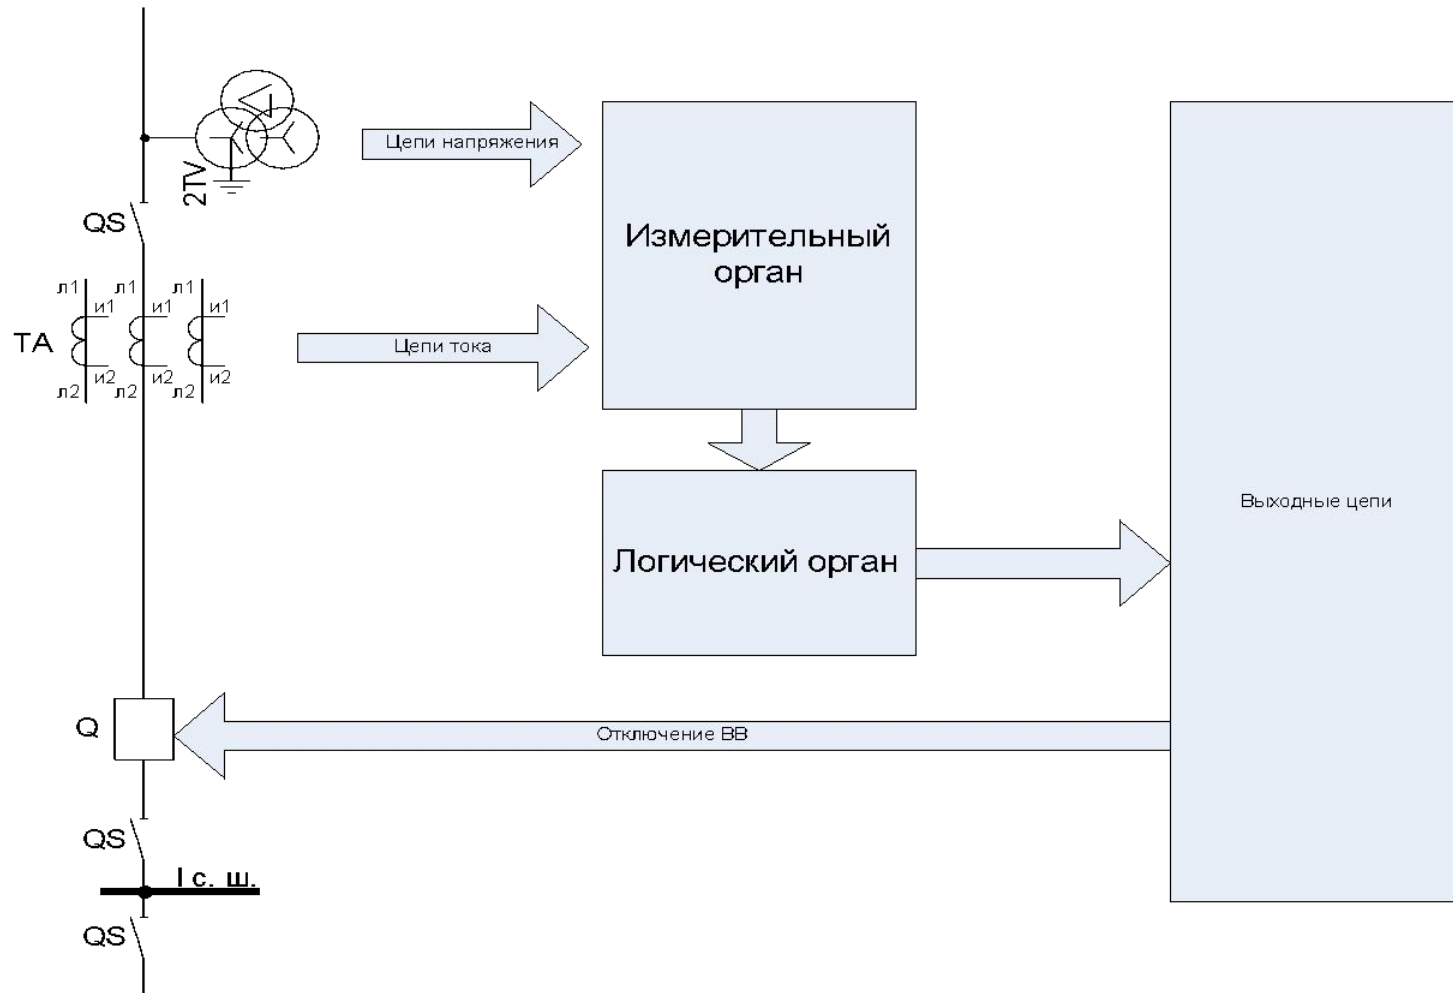 2TV
Цепи напряжения
QS
Измерительный
орган
л1 л1 л1
и1 и1 и1
TA
Цепи тока
и2 и2 и2
л2 л2 л2
Выходные цепи
Логический орган
Q
Отключение ВВ
QS
I с. ш.
QS